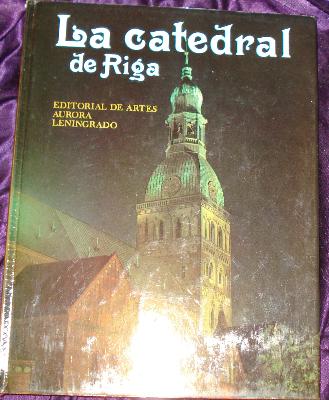 La catedral
de Riga
EDITORIAL DE ARTES
AURORA
LENINGRADO